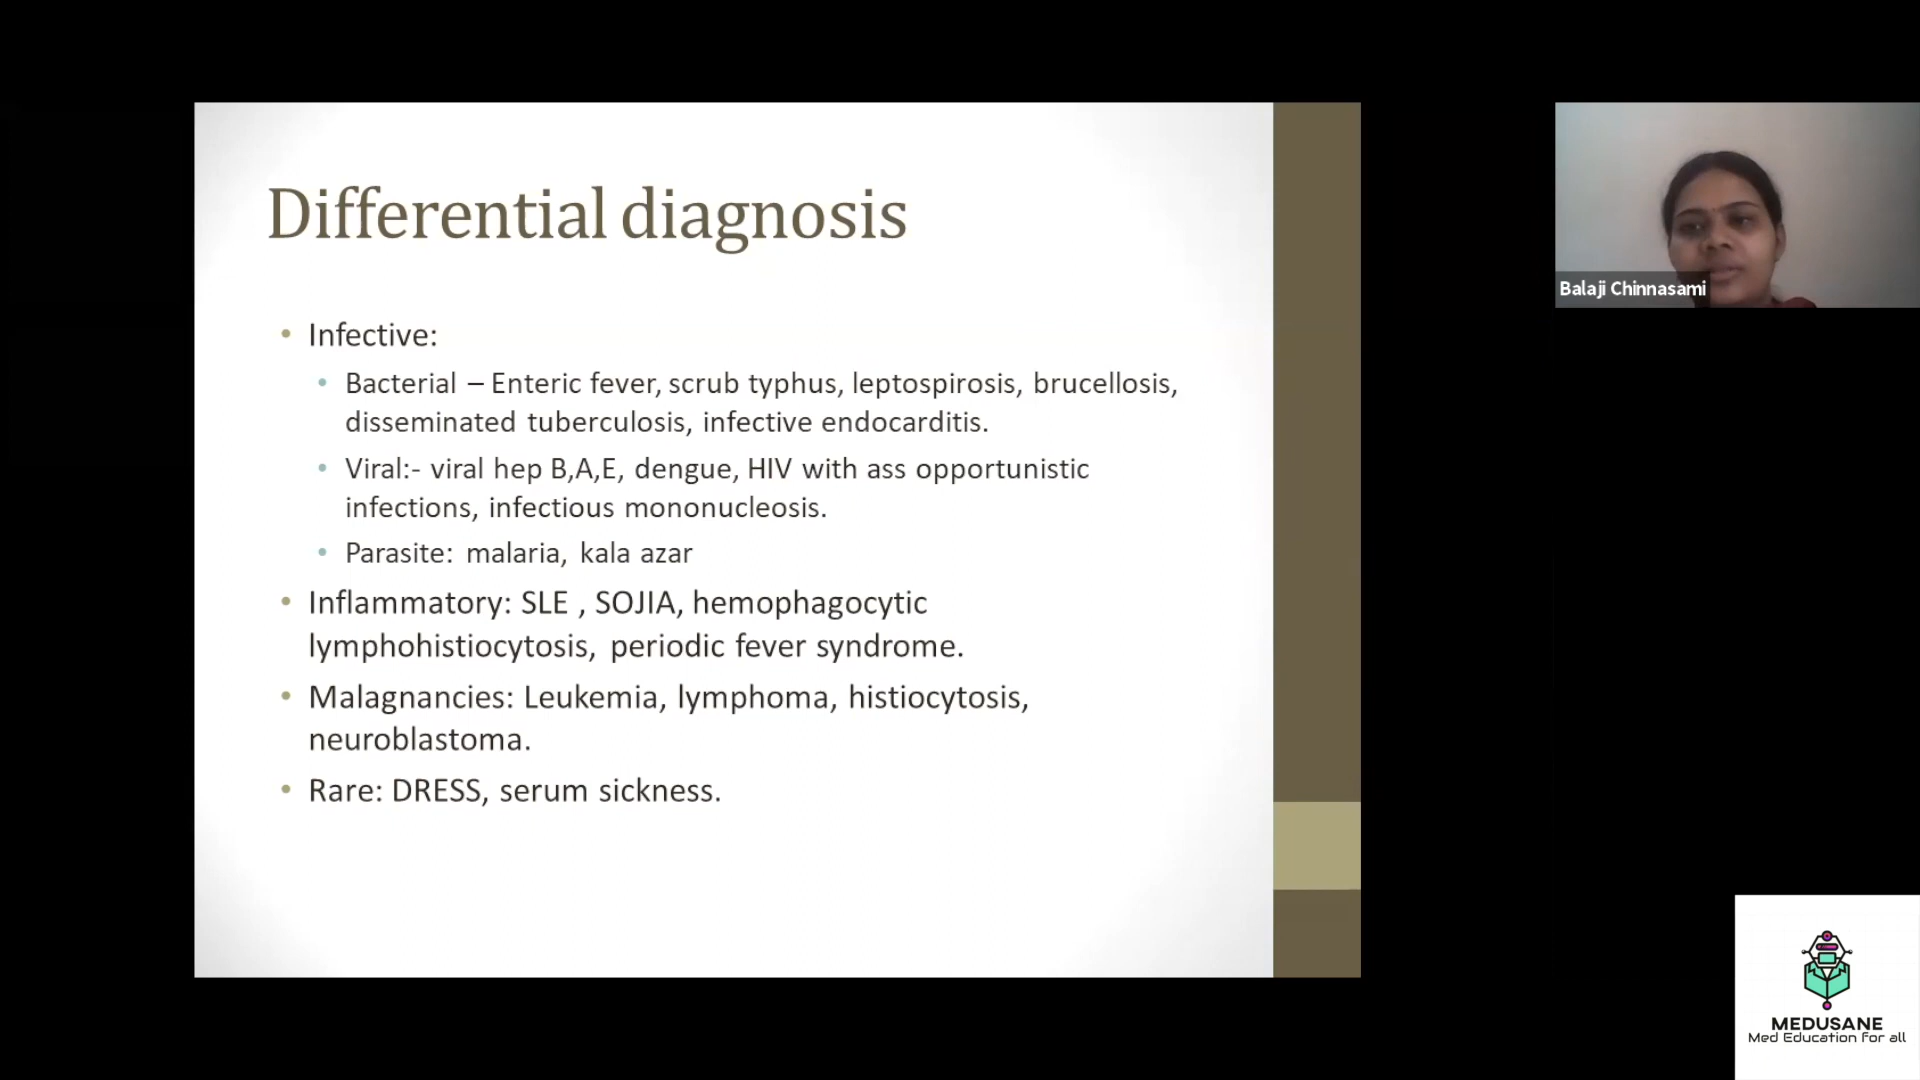 Differential diagnosis
• Infective:
• Bacterial – Enteric fever, scrub typhus, leptospirosis, brucellosis,
disseminated tuberculosis, infective endocarditis.
• Viral:- viral hep B,A,E, dengue, HIV with ass opportunistic
infections, infectious mononucleosis.
• Parasite: malaria, kala azar
• Inflammatory: SLE , SOJIA, hemophagocytic
lymphohistiocytosis, periodic fever syndrome.
• Malagnancies: Leukemia, lymphoma, histiocytosis,
neuroblastoma.
• Rare: DRESS, serum sickness.
Balaji Chinnasami
MEDUSANE
Med Education for all